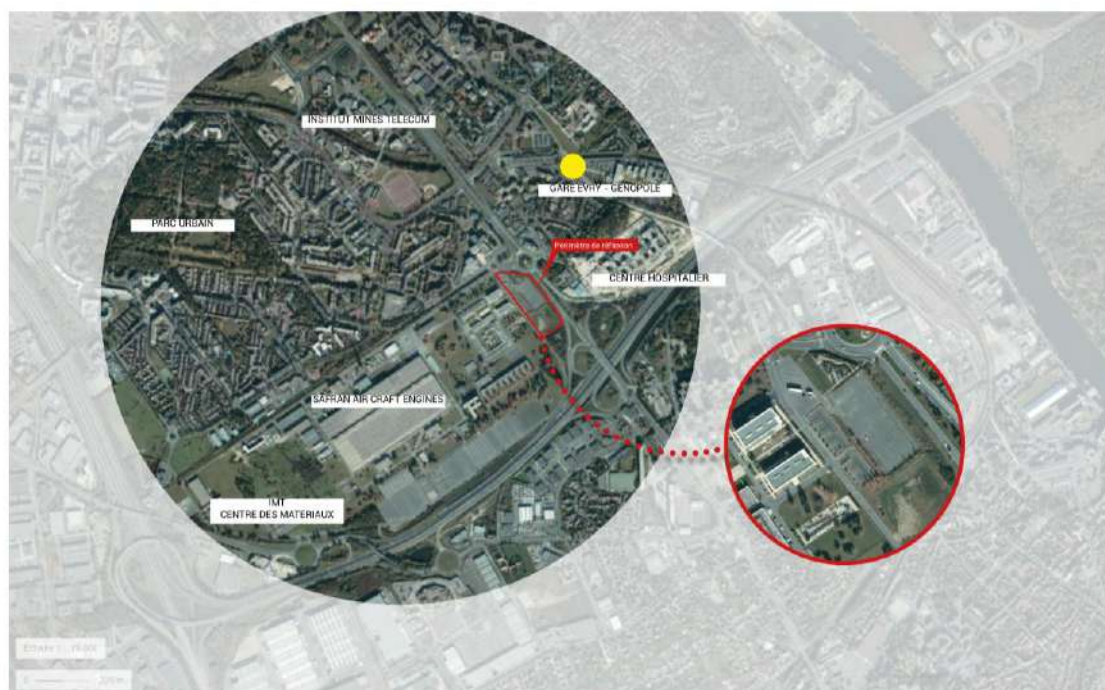 INSTITUT MINES TELECOM
GARE EVRY - GENOPOLE
PARC URBAIN
Périmètre de réflexion
CENTRE HOSPITALIER
SAFRAN AIR CRAFT ENGINES
IMT
CENTRE DES MATERIAUX